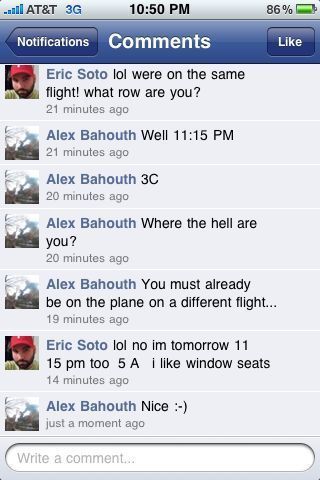 AT&T 3G 10:50 PM 86%
Notifications Comments Like
Eric Soto lol were on the same
flight! what row are you?
21 minutes ago
Alex Bahouth Well 11:15 PM
21 minutes ago
Alex Bahouth 3C
20 minutes ago
Alex Bahouth Where the hell are
you?
20 minutes ago
Alex Bahouth You must already
be on the plane on a different flight...
19 minutes ago
Eric Soto lol no im tomorrow 11
15 pm too 5 A i like window seats
14 minutes ago
Alex Bahouth Nice :-)
just a moment ago
Write a comment...